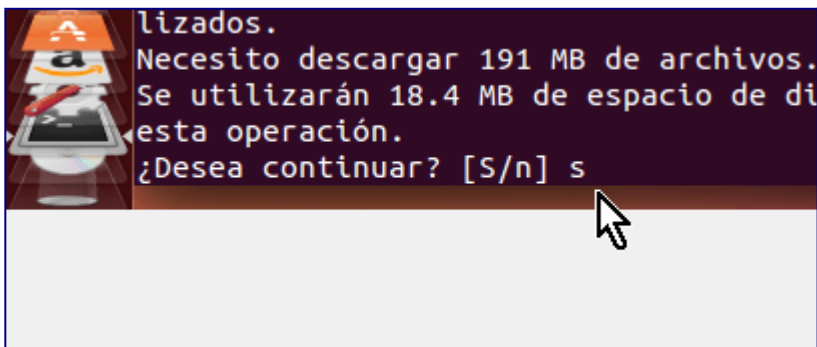 lizados.
Necesito descargar 191 MB de archivos.
Se utilizarán 18.4 MB de espacio de di
esta operación.
¿Desea continuar? [S/n] s